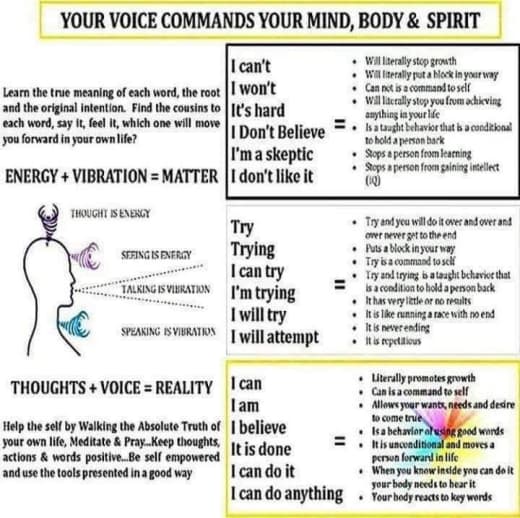 YOUR VOICE COMMANDS YOUR MIND, BODY & SPIRIT
Learn the true meaning of each word, the root
and the original intention. Find the cousins to
each word, say it, feel it, which one will move
you forward in your own life?
ENERGY + VIBRATION = MATTER
I can't
I won't
It's hard
I Don't Believe
I'm a skeptic
I don't like it
=
• Will literally stop growth
• Will literally put a block in your way
• Can not is a command to self
• Will literally stop you from achieving
anything in your life
• Is a taught behavior that is a conditional
to hold a person back
• Stops a person from learning
• Stops a person from gaining intellect
(IQ)
THOUGHT IS ENERGY
SEEING IS ENERGY
TALKING IS VIBRATION
SPEAKING IS VIBRATION
Try
Trying
I can try
I'm trying
I will try
I will attempt
=
• Try and you will do it over and over and
over never get to the end
• Puts a block in your way
• Try is a command to self
• Try and trying is a taught behavior that
is a condition to hold a person back
• It has very little or no results
• It is like running a race with no end
• It is never ending
• It is repetitious
THOUGHTS + VOICE = REALITY
Help the self by Walking the Absolute Truth of
your own life, Meditate & Pray...Keep thoughts,
actions & words positive...Be self empowered
and use the tools presented in a good way
I can
I am
I believe
It is done
I can do it
I can do anything
=
• Literally promotes growth
• Can is a command to self
• Allows your wants, needs and desire
to come true
• Is a behavior of using good words
• It is unconditional and moves a
person forward in life
• When you know inside you can do it
your body needs to hear it
• Your body reacts to key words